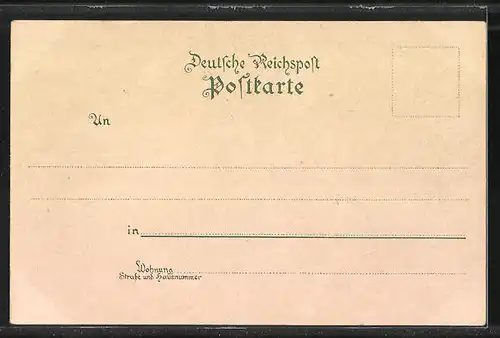 Deutsche Reichspost
Postkarte
An
in
Wohnung
Straße und Hausnummer